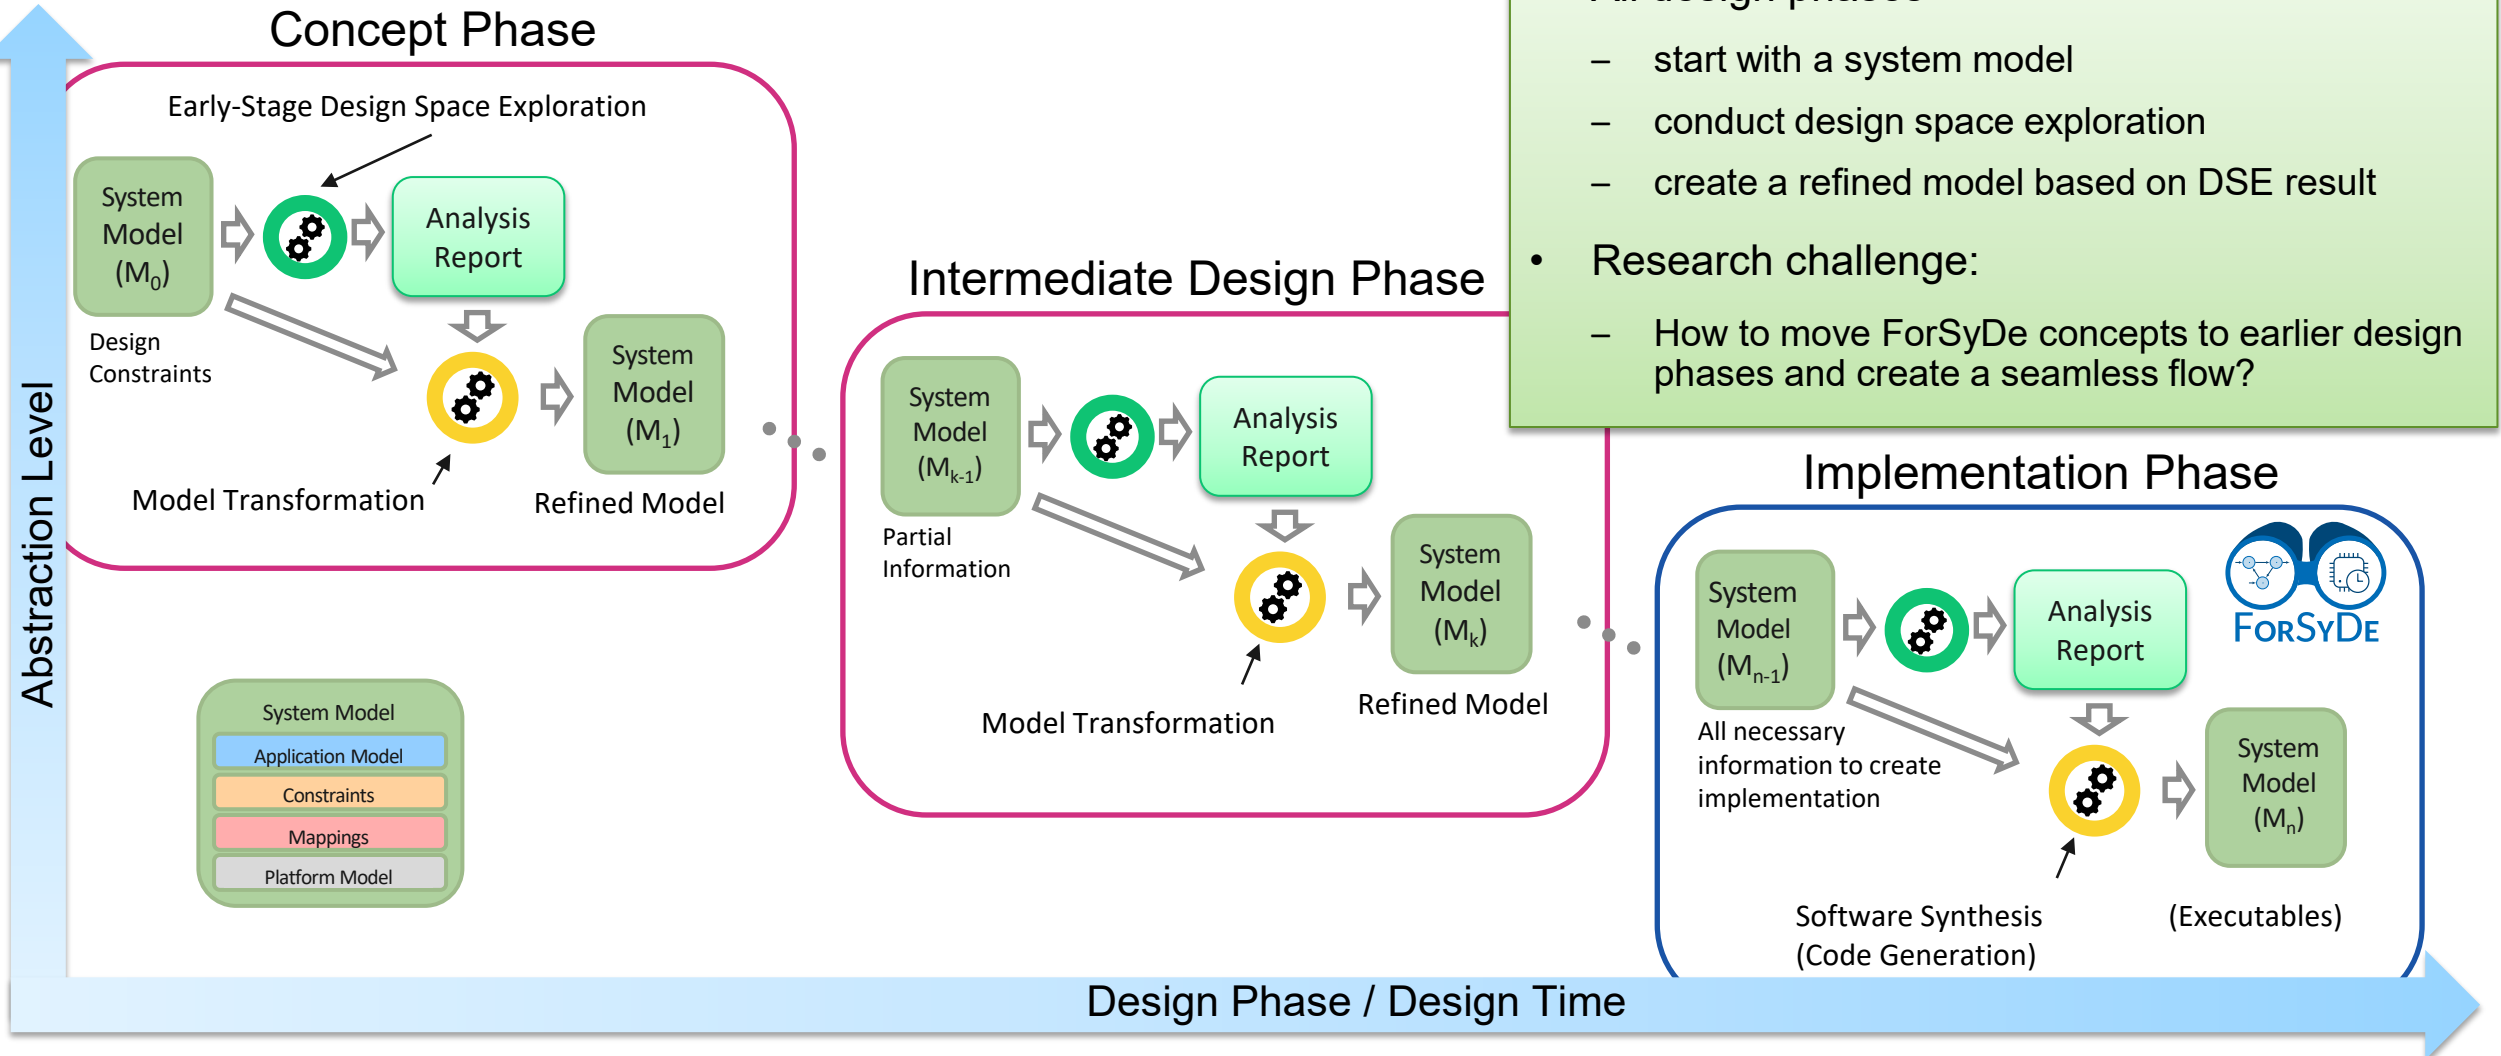 Concept Phase
Early-Stage Design Space Exploration
System
Model
(M0)
Analysis
Report
Design
Constraints
System
Model
(M1)
Model Transformation
Refined Model
Intermediate Design Phase
System
Model
(Mk-1)
Analysis
Report
Partial
Information
System
Model
(Mk)
Model Transformation
Refined Model
All design phases
– start with a system model
– conduct design space exploration
– create a refined model based on DSE result
• Research challenge:
– How to move ForSyDe concepts to earlier design
phases and create a seamless flow?
Implementation Phase
System
Model
(Mn-1)
Analysis
Report
FORSYDE
All necessary
information to create
implementation
System
Model
(Mn)
Software Synthesis
(Code Generation)
(Executables)
System Model
Application Model
Constraints
Mappings
Platform Model
Abstraction Level
Design Phase / Design Time